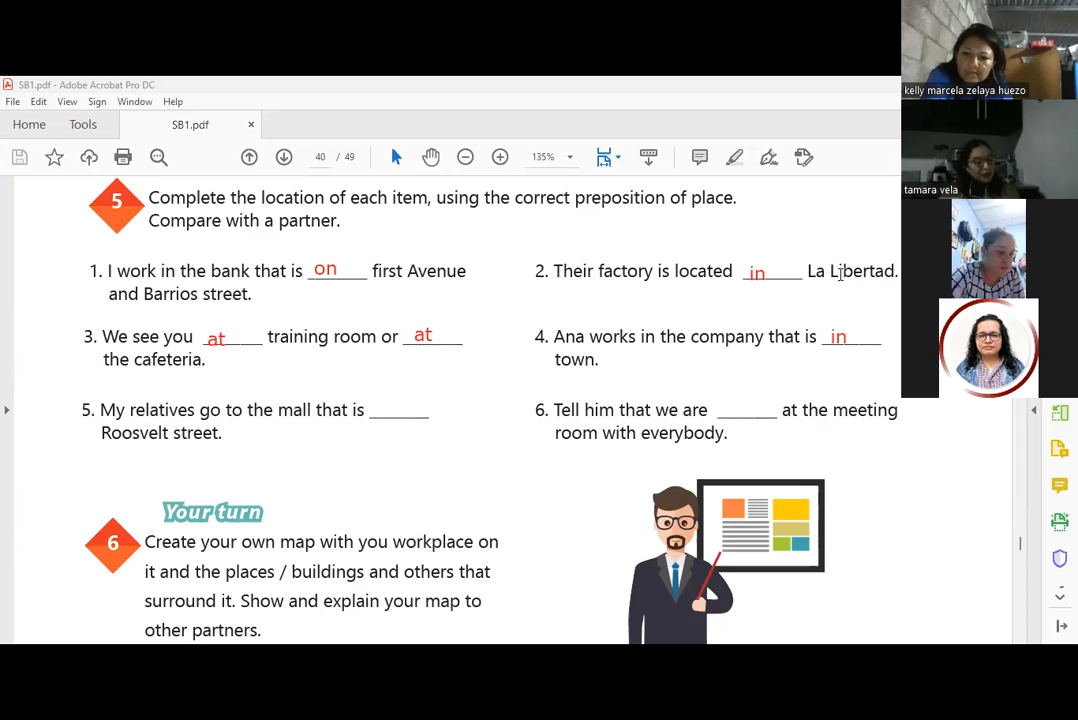 SB1.pdf - Adobe Acrobat Pro DC
File Edit View Sign Window Help
Home Tools SB1.pdf ×
40 / 49 135%
5 Complete the location of each item, using the correct preposition of place.
Compare with a partner.
1. I work in the bank that is on first Avenue
and Barrios street.
2. Their factory is located in La Libertad.
3. We see you at training room or at
the cafeteria.
4. Ana works in the company that is in
town.
5. My relatives go to the mall that is _______
Roosvelt street.
6. Tell him that we are _______ at the meeting
room with everybody.
Your turn
6 Create your own map with you workplace on
it and the places / buildings and others that
surround it. Show and explain your map to
other partners.
kelly marcela zelaya huezo
tamara vela